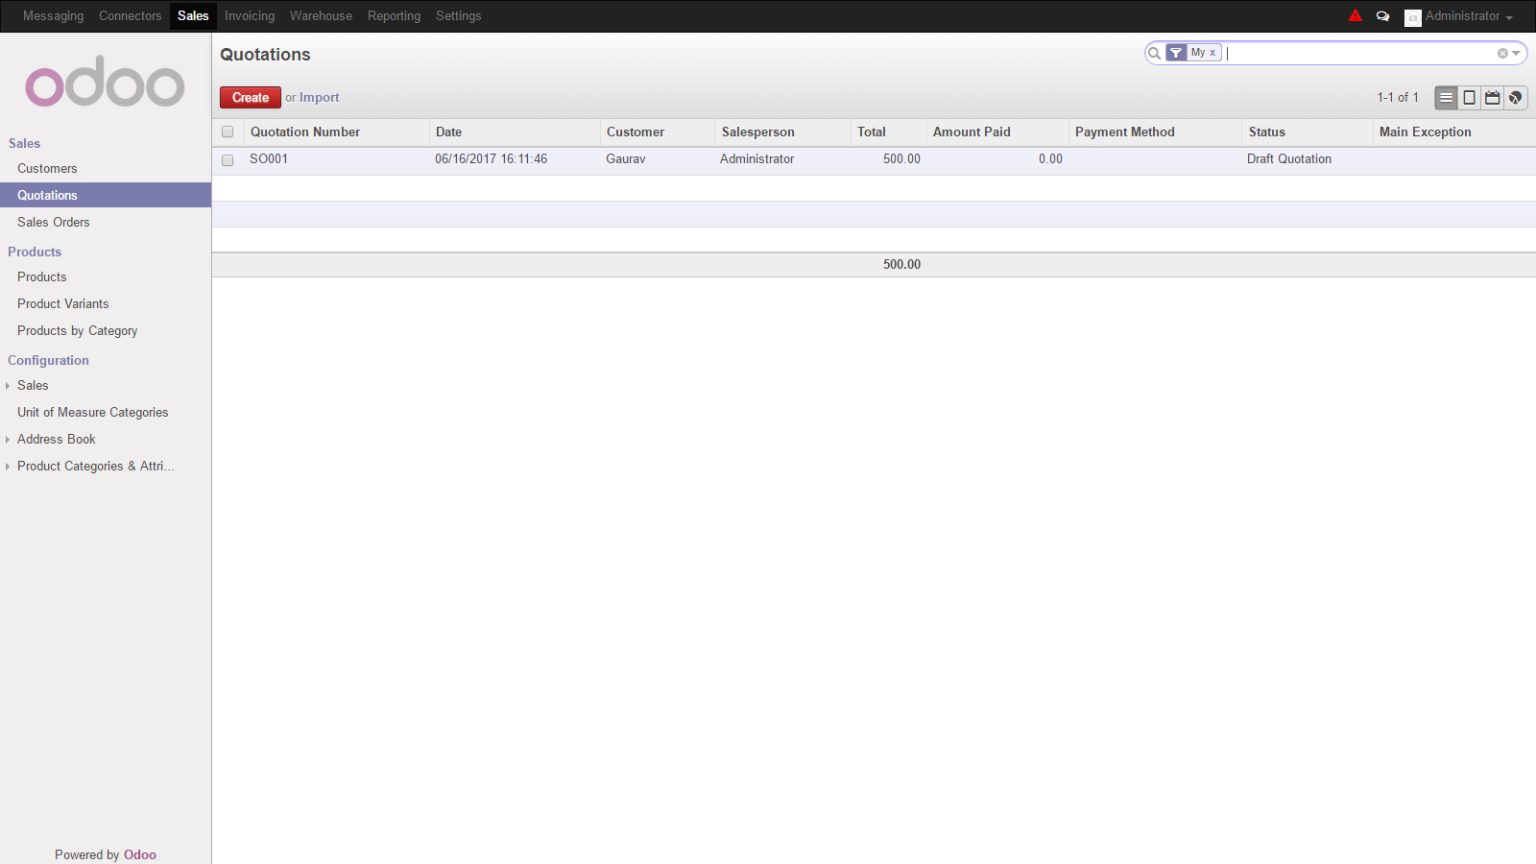 Messaging Connectors Sales Invoicing Warehouse Reporting Settings Administrator
odoo
Sales
Customers
Quotations
Sales Orders
Products
Products
Product Variants
Products by Category
Configuration
Sales
Unit of Measure Categories
Address Book
Product Categories & Attri...
Powered by Odoo
Quotations
My x
Create or Import
1-1 of 1
Quotation Number Date Customer Salesperson Total Amount Paid Payment Method Status Main Exception
SO001 06/16/2017 16:11:46 Gaurav Administrator 500.00 0.00 Draft Quotation
500.00